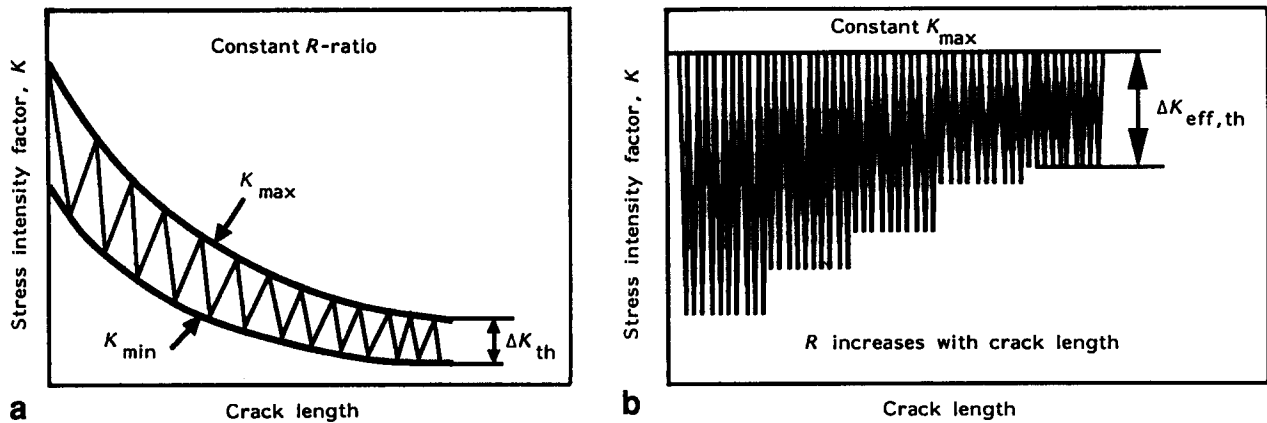 Constant R-ratio
Stress intensity factor, K
K max
K min
ΔK th
Crack length
a
Constant K max
Stress intensity factor, K
ΔK eff,th
R increases with crack length
Crack length
b